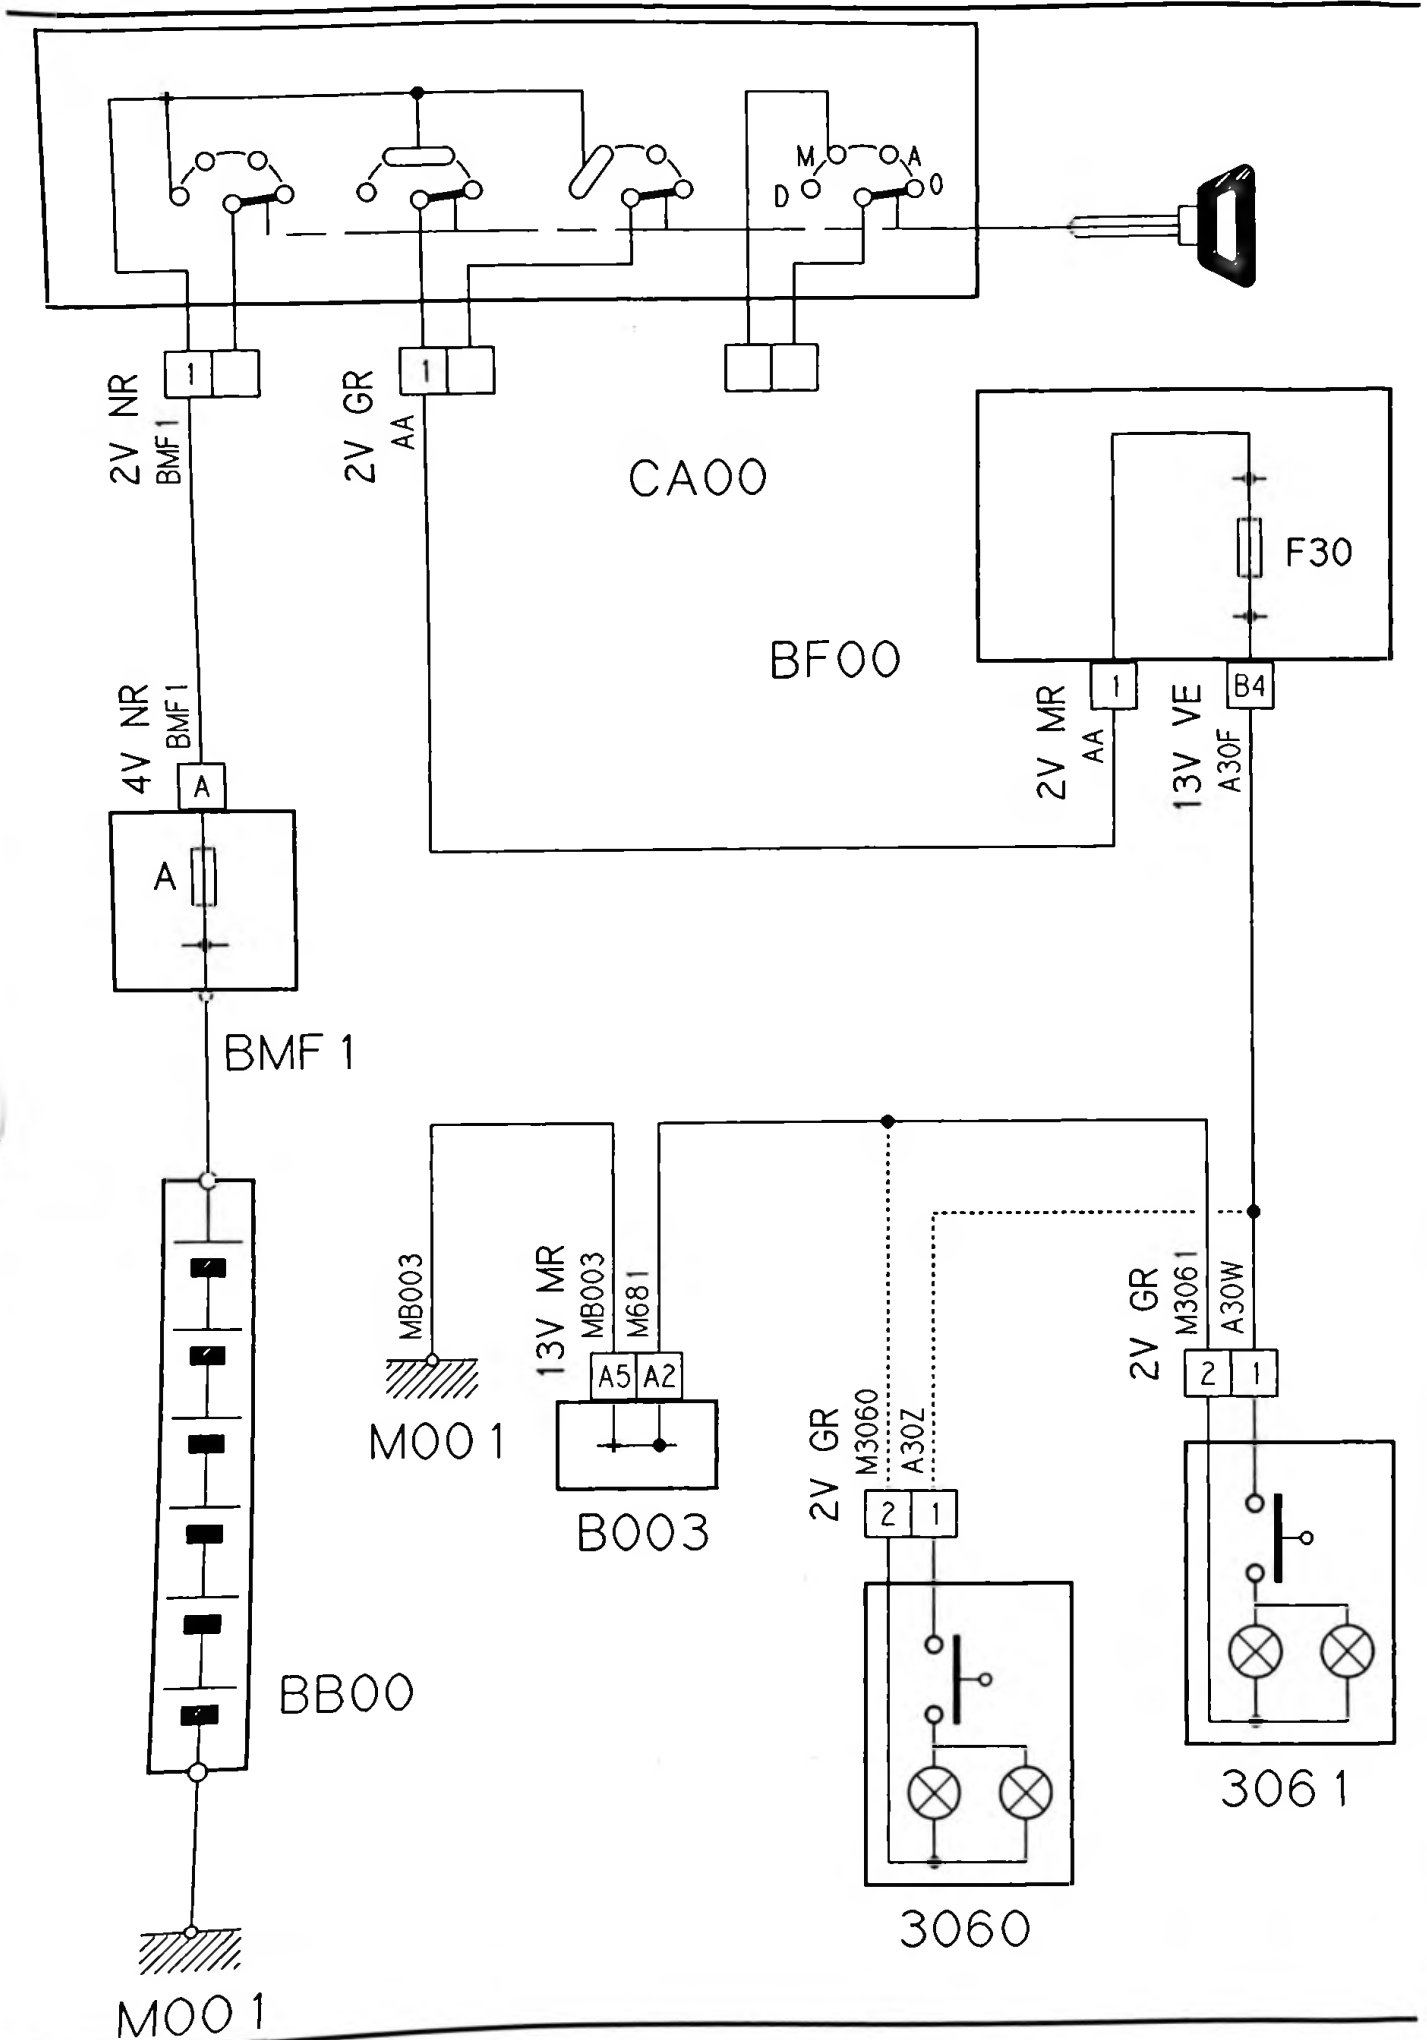 M A
D O
1
1
2V NR
BMF1
2V GR
AA
CA00
F30
BF00
1
B4
2V MR
AA
13V VE
A30F
4V NR
BMF1
A
A
BMF1
MB003
13V MR
MB003
M681
2V GR
M3061
A30W
A5 A2
2 1
M001
2V GR
M3060
A30Z
B003
2 1
BB00
3061
3060
M001